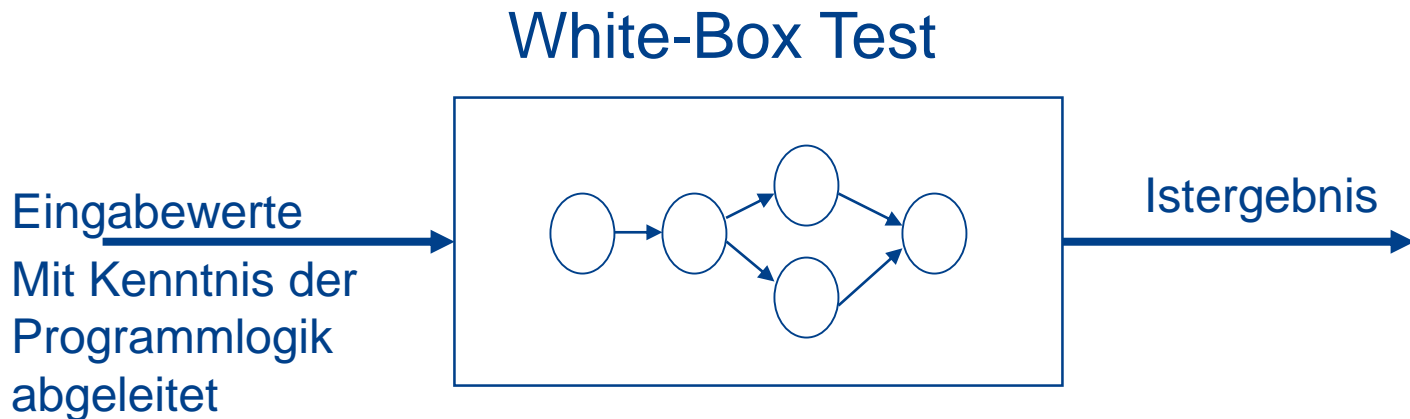 White-Box Test
Eingabewerte
Mit Kenntnis der
Programmlogik
abgeleitet
Istergebnis